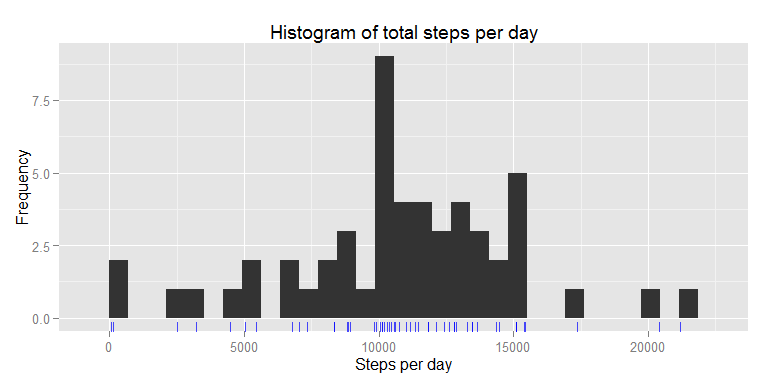 Histogram of total steps per day
Frequency
7.5
5.0
2.5
0.0
0 5000 10000 15000 20000
Steps per day